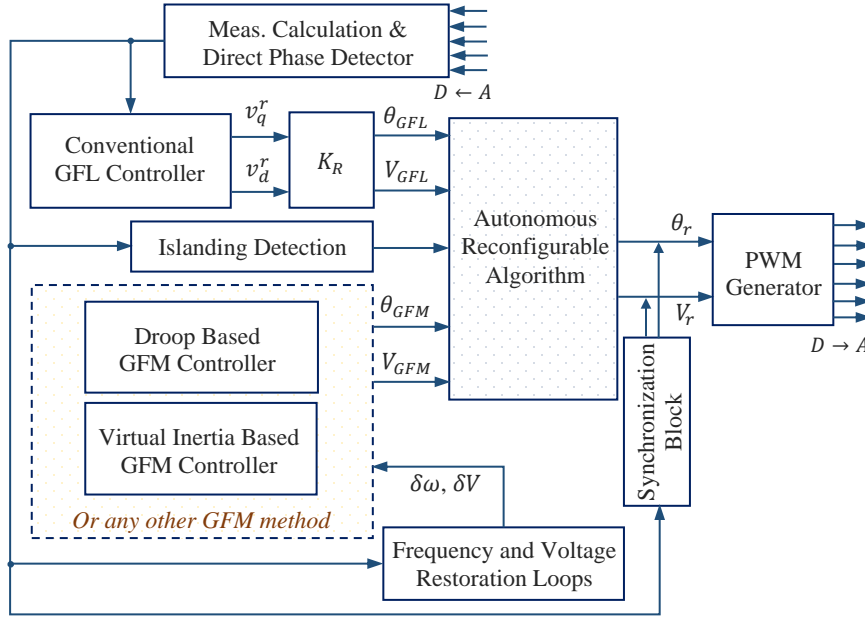 Meas. Calculation &
Direct Phase Detector
D ← A
Conventional
GFL Controller
v_q^r
v_d^r
K_R
θ_GFL
V_GFL
Islanding Detection
Autonomous
Reconfigurable
Algorithm
θ_r
V_r
PWM
Generator
D → A
Droop Based
GFM Controller
Virtual Inertia Based
GFM Controller
Or any other GFM method
θ_GFM
V_GFM
Synchronization
Block
δω, δV
Frequency and Voltage
Restoration Loops